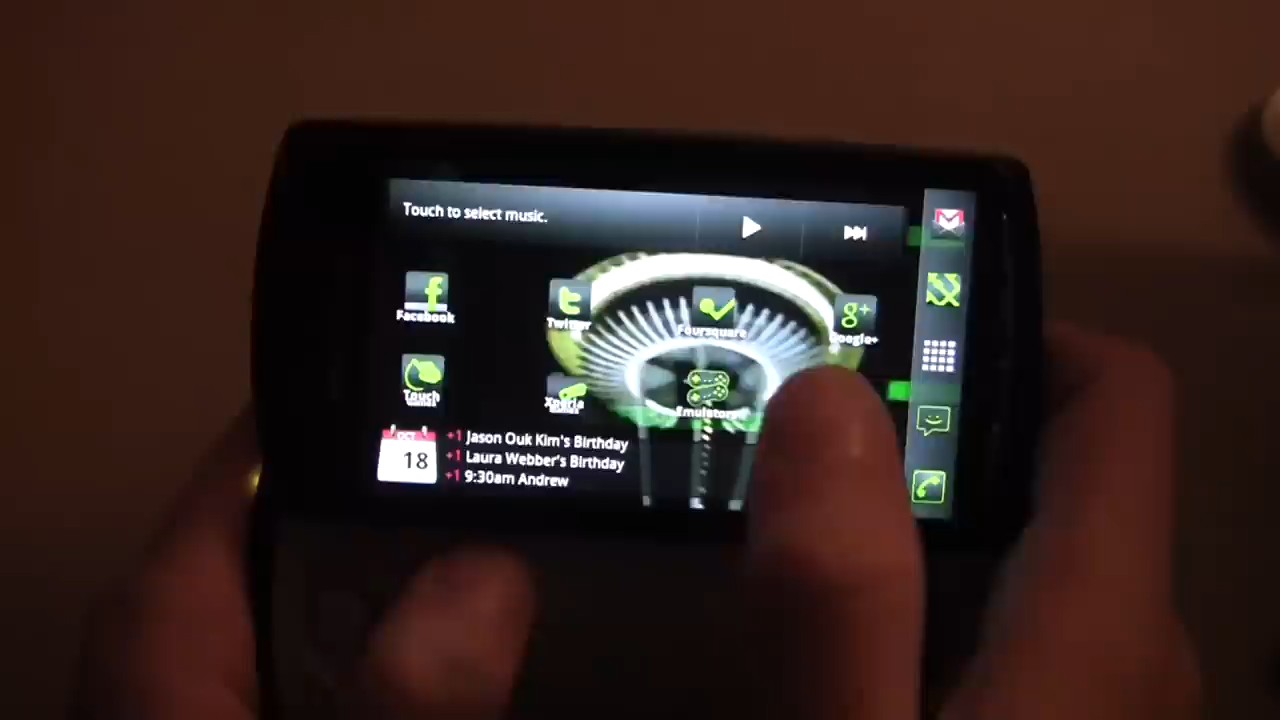 Touch to select music.
Facebook
Twitter
Foursquare
g+
Google+
Touch
Games
Xperia
Emulators
OCT
18
+1 Jason Ouk Kim's Birthday
+1 Laura Webber's Birthday
+1 9:30am Andrew